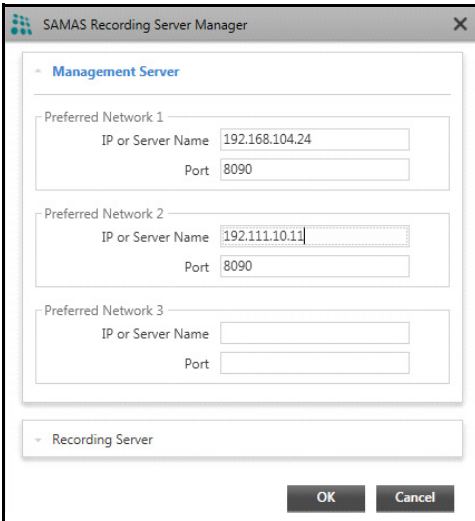 SAMAS Recording Server Manager
Management Server
Preferred Network 1
IP or Server Name 192.168.104.24
Port 8090
Preferred Network 2
IP or Server Name 192.111.10.11
Port 8090
Preferred Network 3
IP or Server Name
Port
Recording Server
OK Cancel